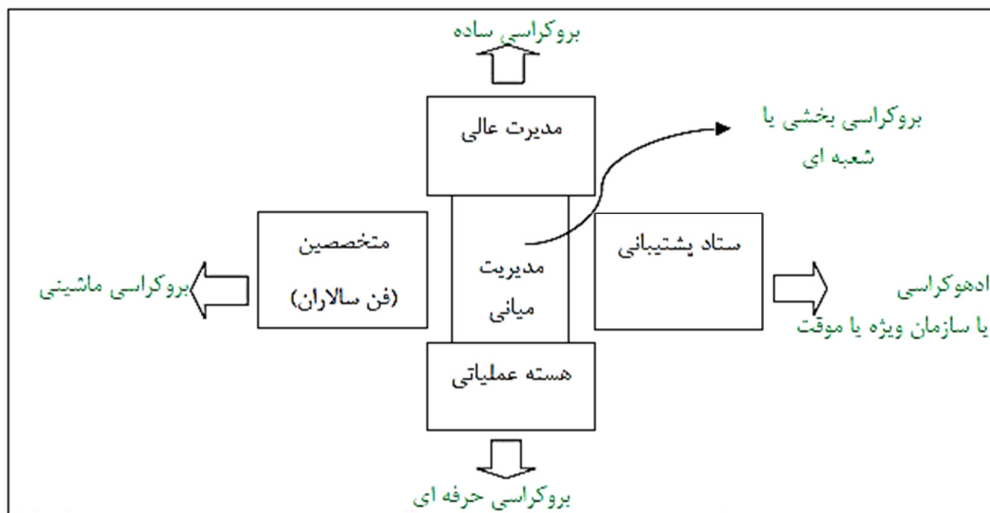 بروکراسی ساده
مدیرت عالی
بروکراسی بخشی یا
شعبه ای
ستاد پشتیبانی
مدیریت
میانی
متخصصین
(فن سالاران)
ادهوکراسی
یا سازمان ویژه یا موقت
بروکراسی ماشینی
هسته عملیاتی
بروکراسی حرفه ای